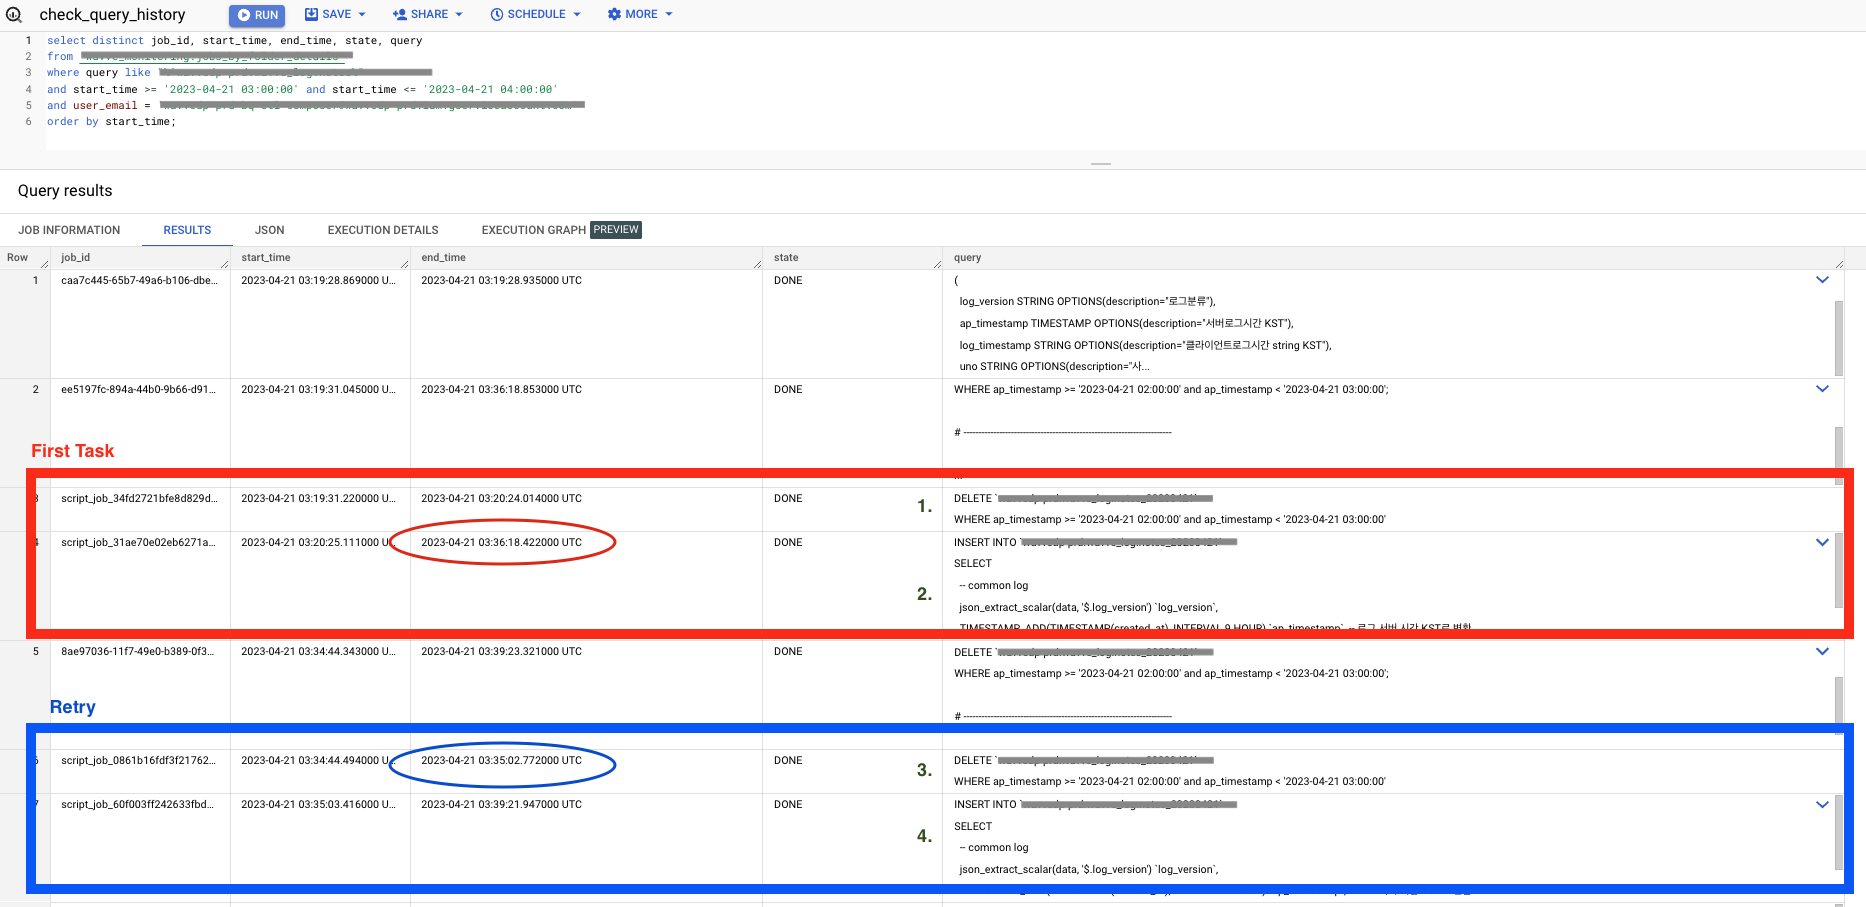 check_query_history
RUN
SAVE
SHARE
SCHEDULE
MORE
1 select distinct job_id, start_time, end_time, state, query
2 from
3 where query like
4 and start_time >= '2023-04-21 03:00:00' and start_time <= '2023-04-21 04:00:00'
5 and user_email =
6 order by start_time;
Query results
JOB INFORMATION
RESULTS
JSON
EXECUTION DETAILS
EXECUTION GRAPH
PREVIEW
Row job_id start_time end_time state query
1 caa7c445-65b7-49a6-b106-dbe... 2023-04-21 03:19:28.869000 U... 2023-04-21 03:19:28.935000 UTC DONE (
log_version STRING OPTIONS(description="로그분류"),
ap_timestamp TIMESTAMP OPTIONS(description="서버로그시간 KST"),
log_timestamp STRING OPTIONS(description="클라이언트로그시간 string KST"),
uno STRING OPTIONS(description="사...
2 ee5197fc-894a-44b0-9b66-d91... 2023-04-21 03:19:31.045000 U... 2023-04-21 03:36:18.853000 UTC DONE WHERE ap_timestamp >= '2023-04-21 02:00:00' and ap_timestamp < '2023-04-21 03:00:00';
# ----------------------------------------------------------------------
First Task
3 script_job_34fd2721bfe8d829d... 2023-04-21 03:19:31.220000 U... 2023-04-21 03:20:24.014000 UTC DONE 1. DELETE `
WHERE ap_timestamp >= '2023-04-21 02:00:00' and ap_timestamp < '2023-04-21 03:00:00'
4 script_job_31ae70e02eb6271a... 2023-04-21 03:20:25.111000 U... 2023-04-21 03:36:18.422000 UTC DONE INSERT INTO `
SELECT
-- common log
2.
json_extract_scalar(data, '$.log_version') `log_version`,
TIMESTAMP_ADD(TIMESTAMP(created_at), INTERVAL 9 HOUR) `ap_timestamp`, -- 로그 서버 시간 KST로 변환
5 8ae97036-11f7-49e0-b389-0f3... 2023-04-21 03:34:44.343000 U... 2023-04-21 03:39:23.321000 UTC DONE DELETE `
WHERE ap_timestamp >= '2023-04-21 02:00:00' and ap_timestamp < '2023-04-21 03:00:00';
Retry
# ----------------------------------------------------------------------
6 script_job_0861b16fdf3f21762... 2023-04-21 03:34:44.494000 U... 2023-04-21 03:35:02.772000 UTC DONE 3. DELETE `
WHERE ap_timestamp >= '2023-04-21 02:00:00' and ap_timestamp < '2023-04-21 03:00:00'
7 script_job_60f003ff242633fbd... 2023-04-21 03:35:03.416000 U... 2023-04-21 03:39:21.947000 UTC DONE INSERT INTO `
SELECT
4.
-- common log
json_extract_scalar(data, '$.log_version') `log_version`,